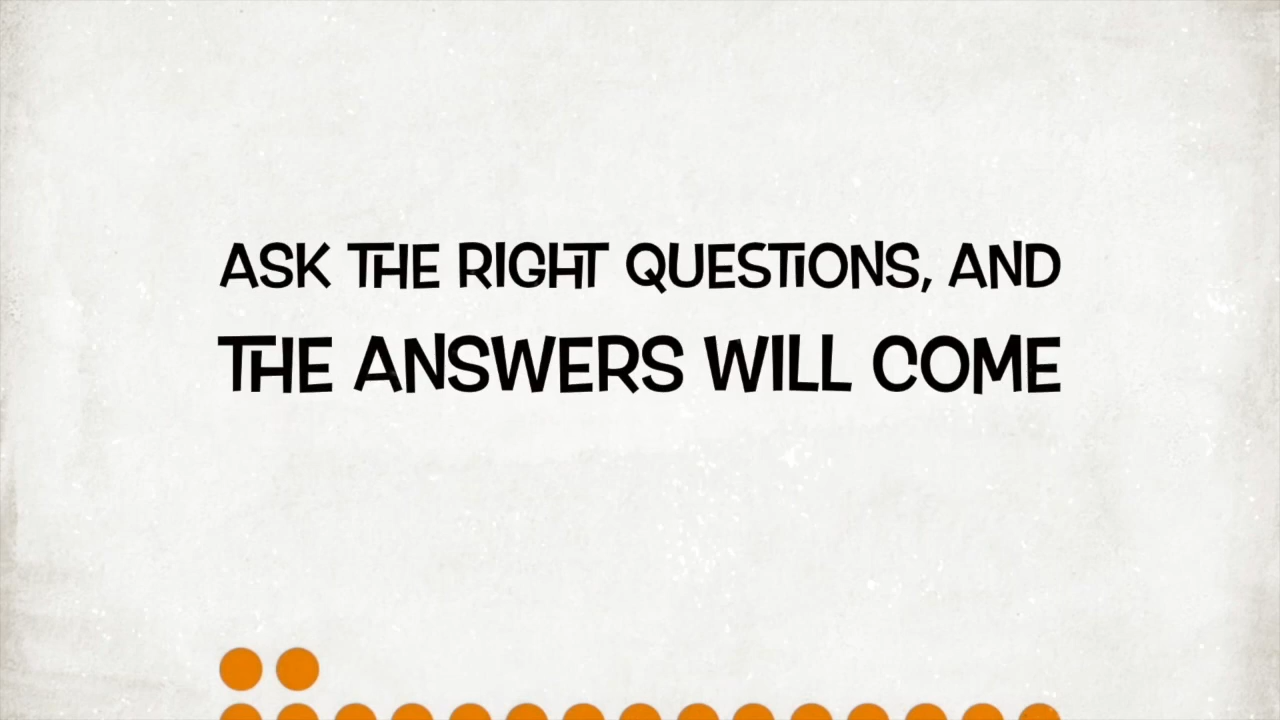 ASK THE RIGHT QUESTIONS, AND
THE ANSWERS WILL COME